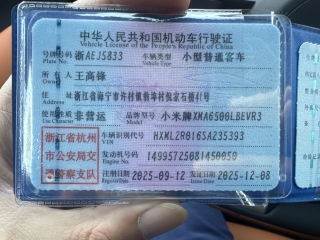 中华人民共和国机动车行驶证
Vehicle License of the People's Republic of China
号牌号码 浙AEJ5833 车辆类型 小型普通客车
Plate No. Vehicle Type
所有人 王高锋
Owner
住址 浙江省海宁市许村镇
Address
使用性质 非营运 品牌型号 小米牌XMA6500LBEVR3
Use Character Model
浙江省杭州市公安局交通警察支队
车辆识别代号 HXML2R016SA235393
VIN
发动机号码 14995725081450050
Engine No.
注册日期 2025-09-12 发证日期 2025-12-08
Register Date Issue Date